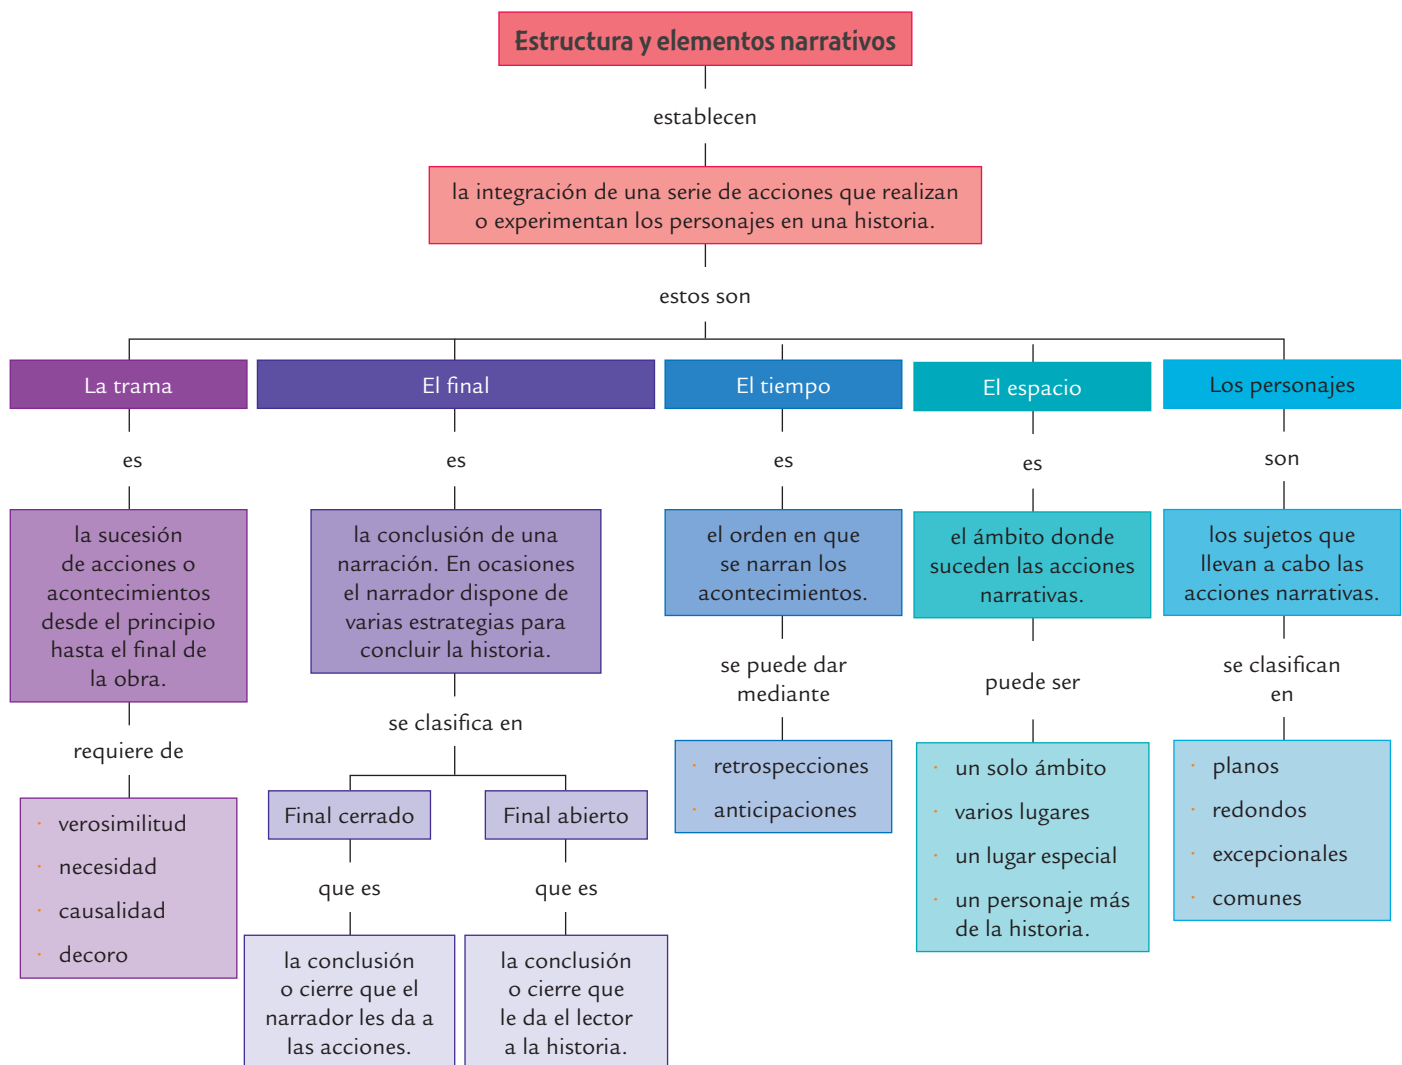 Estructura y elementos narrativos
establecen
la integración de una serie de acciones que realizan
o experimentan los personajes en una historia.
estos son
La trama
es
la sucesión
de acciones o
acontecimientos
desde el principio
hasta el final de
la obra.
requiere de
· verosimilitud
· necesidad
· causalidad
· decoro
El final
es
la conclusión de una
narración. En ocasiones
el narrador dispone de
varias estrategias para
concluir la historia.
se clasifica en
Final cerrado
que es
la conclusión
o cierre que el
narrador les da a
las acciones.
Final abierto
que es
la conclusión
o cierre que
le da el lector
a la historia.
El tiempo
es
el orden en que
se narran los
acontecimientos.
se puede dar
mediante
· retrospecciones
· anticipaciones
El espacio
es
el ámbito donde
suceden las acciones
narrativas.
puede ser
· un solo ámbito
· varios lugares
· un lugar especial
· un personaje más
de la historia.
Los personajes
son
los sujetos que
llevan a cabo las
acciones narrativas.
se clasifican
en
· planos
· redondos
· excepcionales
· comunes